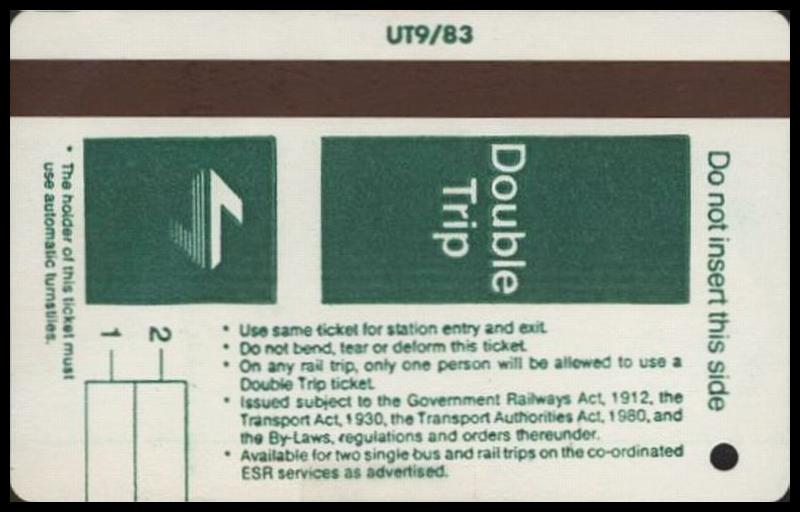 UT9/83
Do not insert this side
Double
Trip
* The holder of this ticket must
use automatic turnstiles.
2
1
* Use same ticket for station entry and exit.
* Do not bend, tear or deform this ticket.
* On any rail trip, only one person will be allowed to use a
Double Trip ticket.
* Issued subject to the Government Railways Act, 1912, the
Transport Act, 1930, the Transport Authorities Act, 1980, and
the By-Laws, regulations and orders thereunder.
* Available for two single bus and rail trips on the co-ordinated
ESR services as advertised.